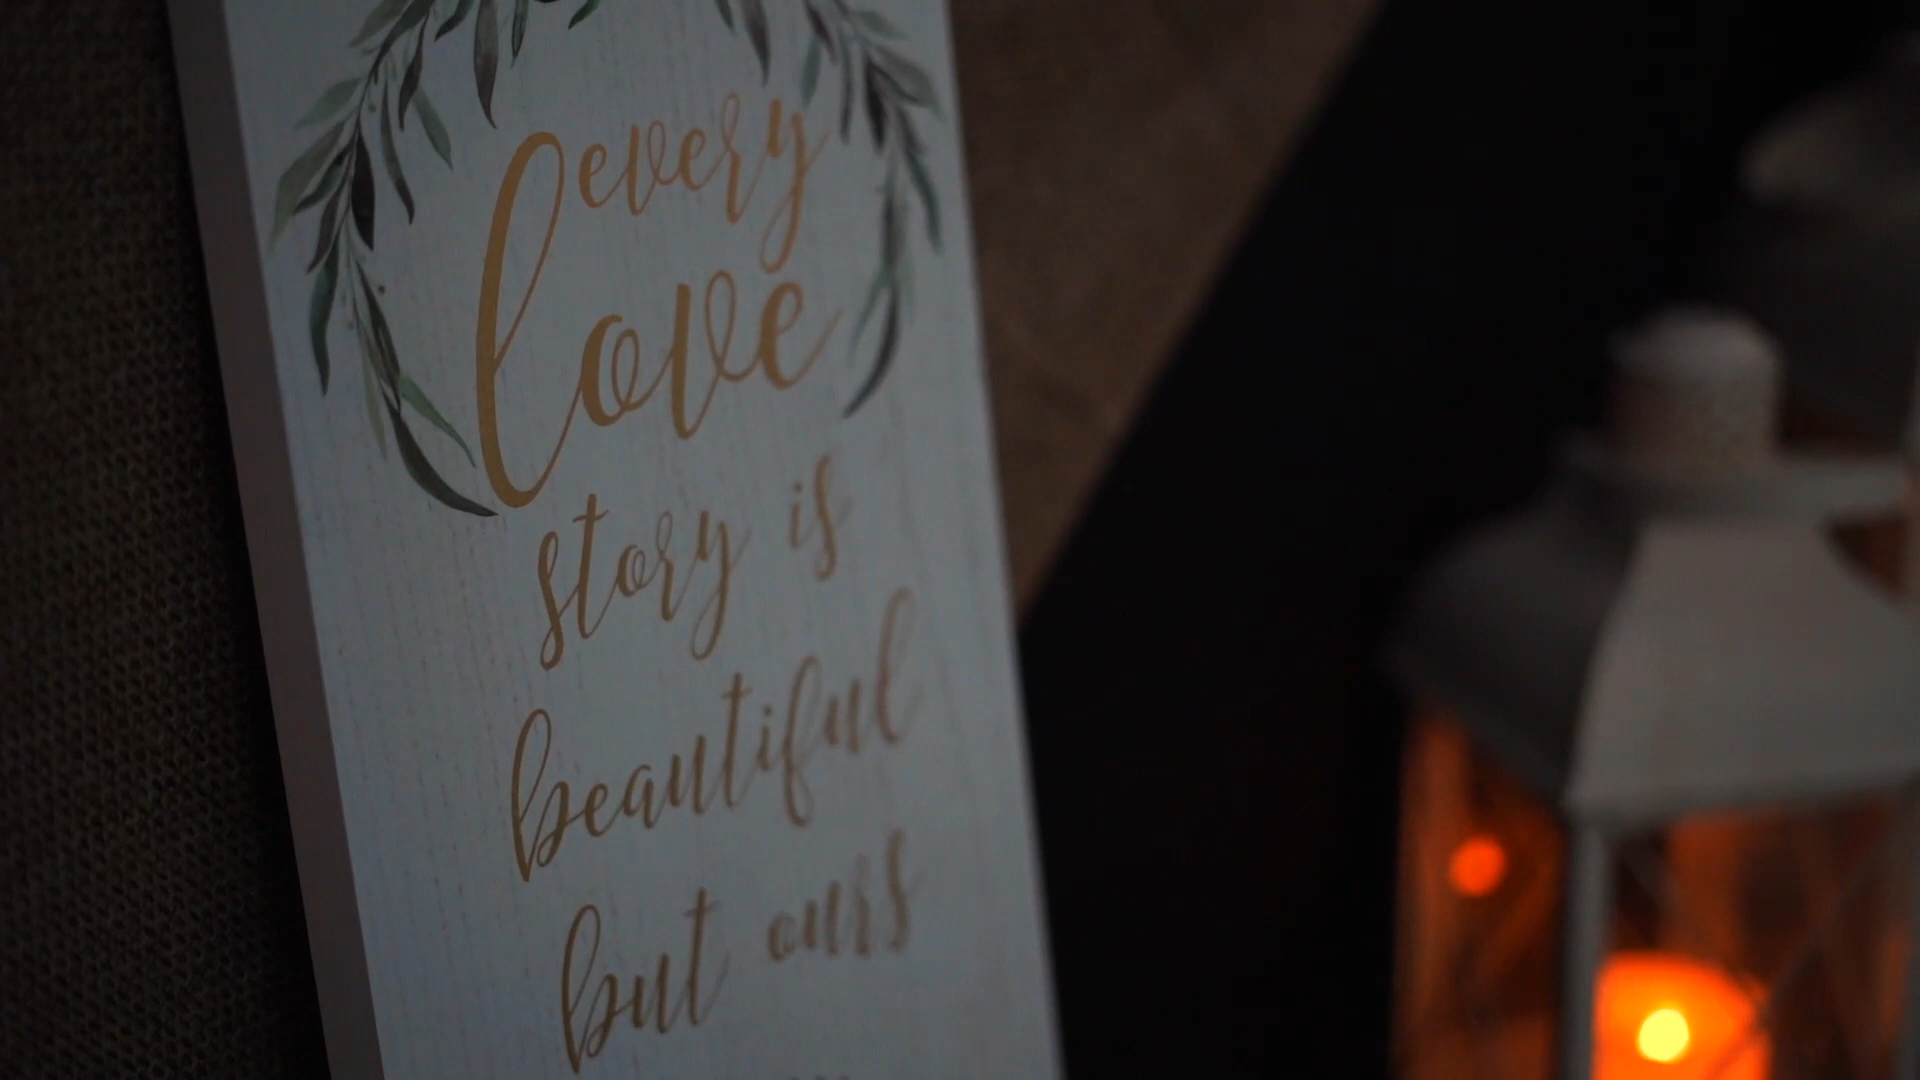 every
love
story is
beautiful
but ours